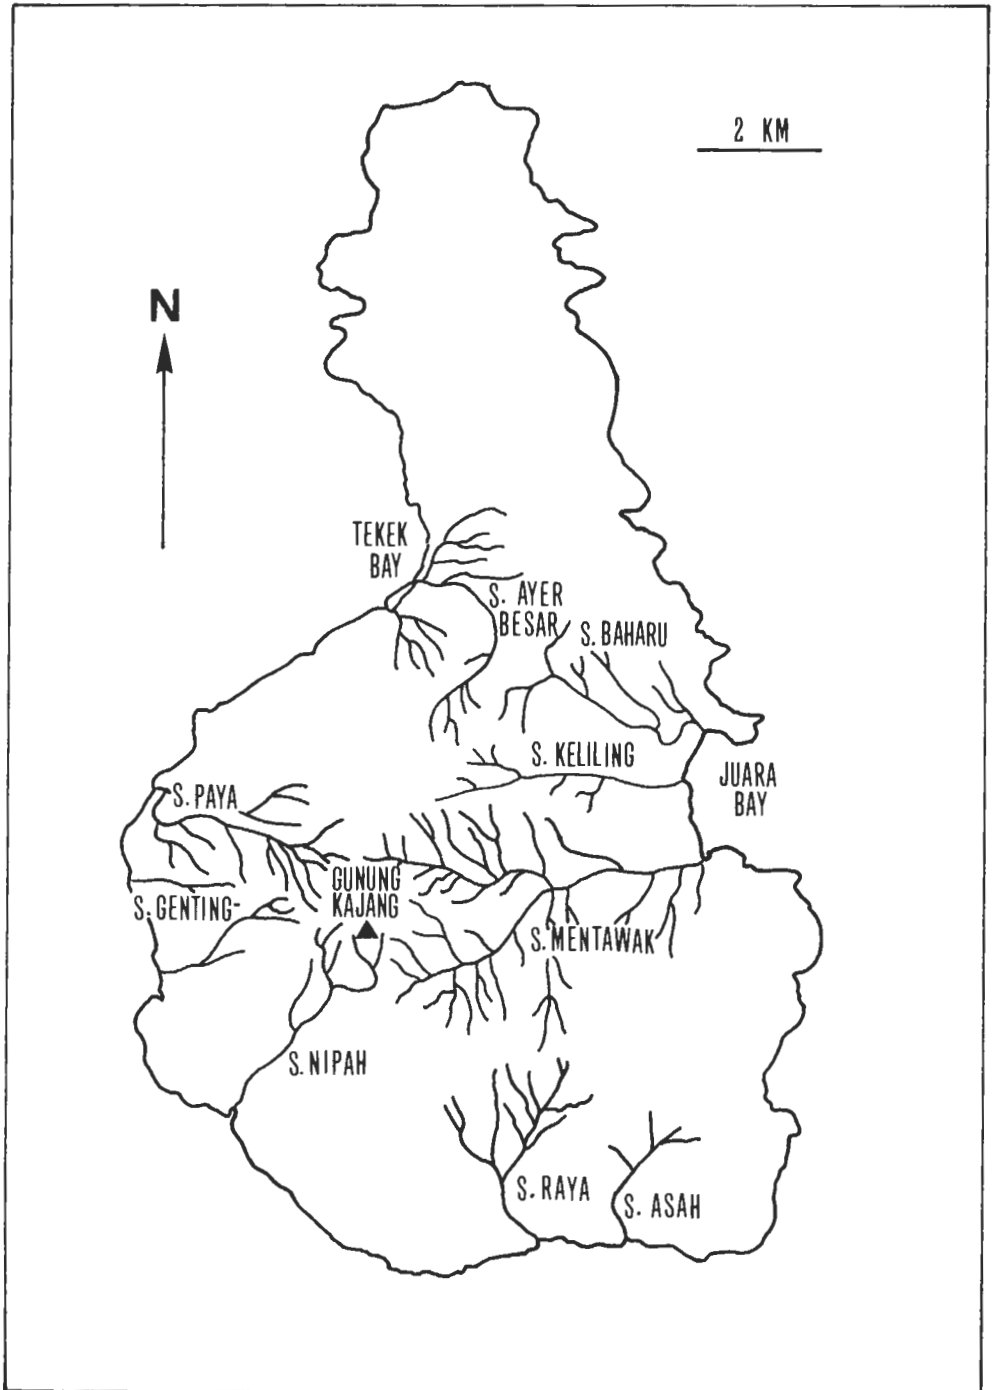 2 KM
N
TEKEK
BAY
S. AYER
BESAR
S. BAHARU
S. KELILING
JUARA
BAY
S. PAYA
GUNUNG
KAJANG
S. GENTING-
S. MENTAWAK
S. NIPAH
S. RAYA
S. ASAH